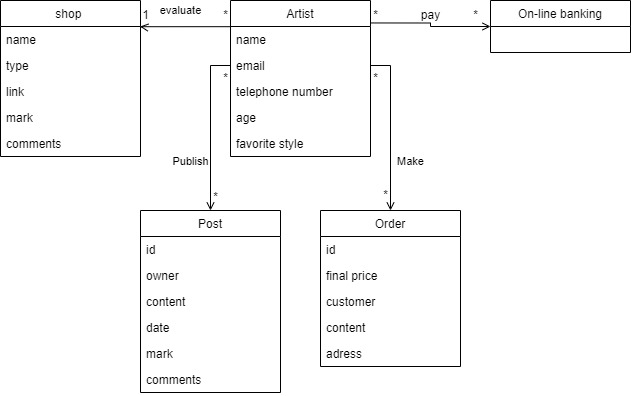 shop
1
evaluate
*
Artist
*
pay
*
On-line banking
name
type
link
mark
comments
name
email
telephone number
age
favorite style
*
*
Publish
Make
*
*
Post
id
owner
content
date
mark
comments
Order
id
final price
customer
content
adress